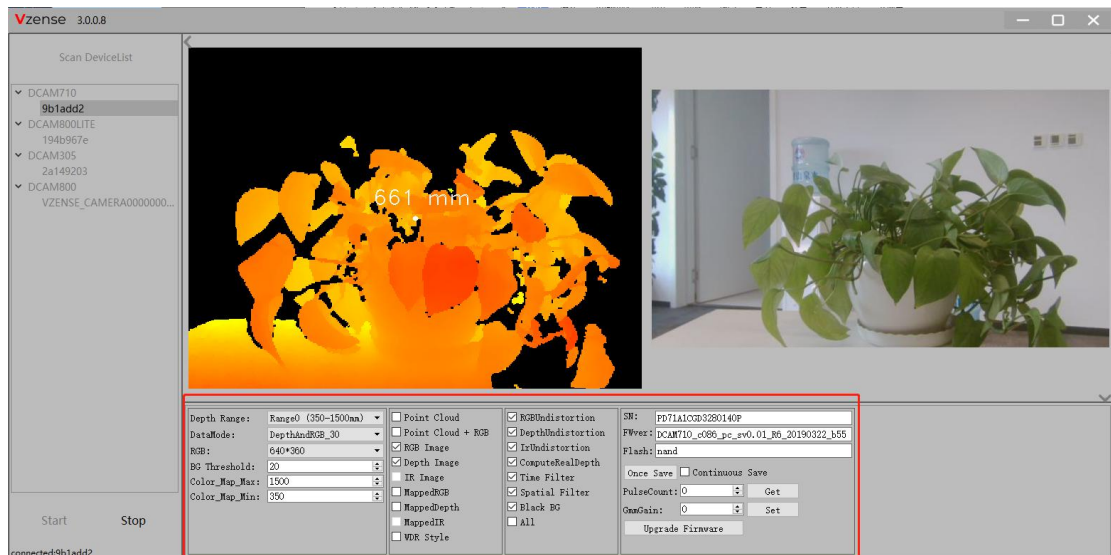 Vzense 3.0.0.8
Scan DeviceList
DCAM710
9b1add2
DCAM800LITE
194b967e
DCAM305
2a149203
DCAM800
VZENSE_CAMERA0000000...
Start Stop
connected:9b1add2
661 mm
Depth Range: Range0 (350-1500mm)
DataMode: DepthAndRGB_30
RGB: 640*360
BG Threshold: 20
Color_Map_Max: 1500
Color_Map_Min: 350
Point Cloud
Point Cloud + RGB
RGB Image
Depth Image
IR Image
MappedRGB
MappedDepth
MappedIR
WDR Style
RGBUndistortion
DepthUndistortion
IrUndistortion
ComputeRealDepth
Time Filter
Spatial Filter
Black BG
All
SN: PD71A1CGD3280140P
FWver: DCAM710_c086_pc_sv0.01_R6_20190322_b55
Flash: nand
Once Save Continuous Save
PulseCount: 0 Get
GmmGain: 0 Set
Upgrade Firmware